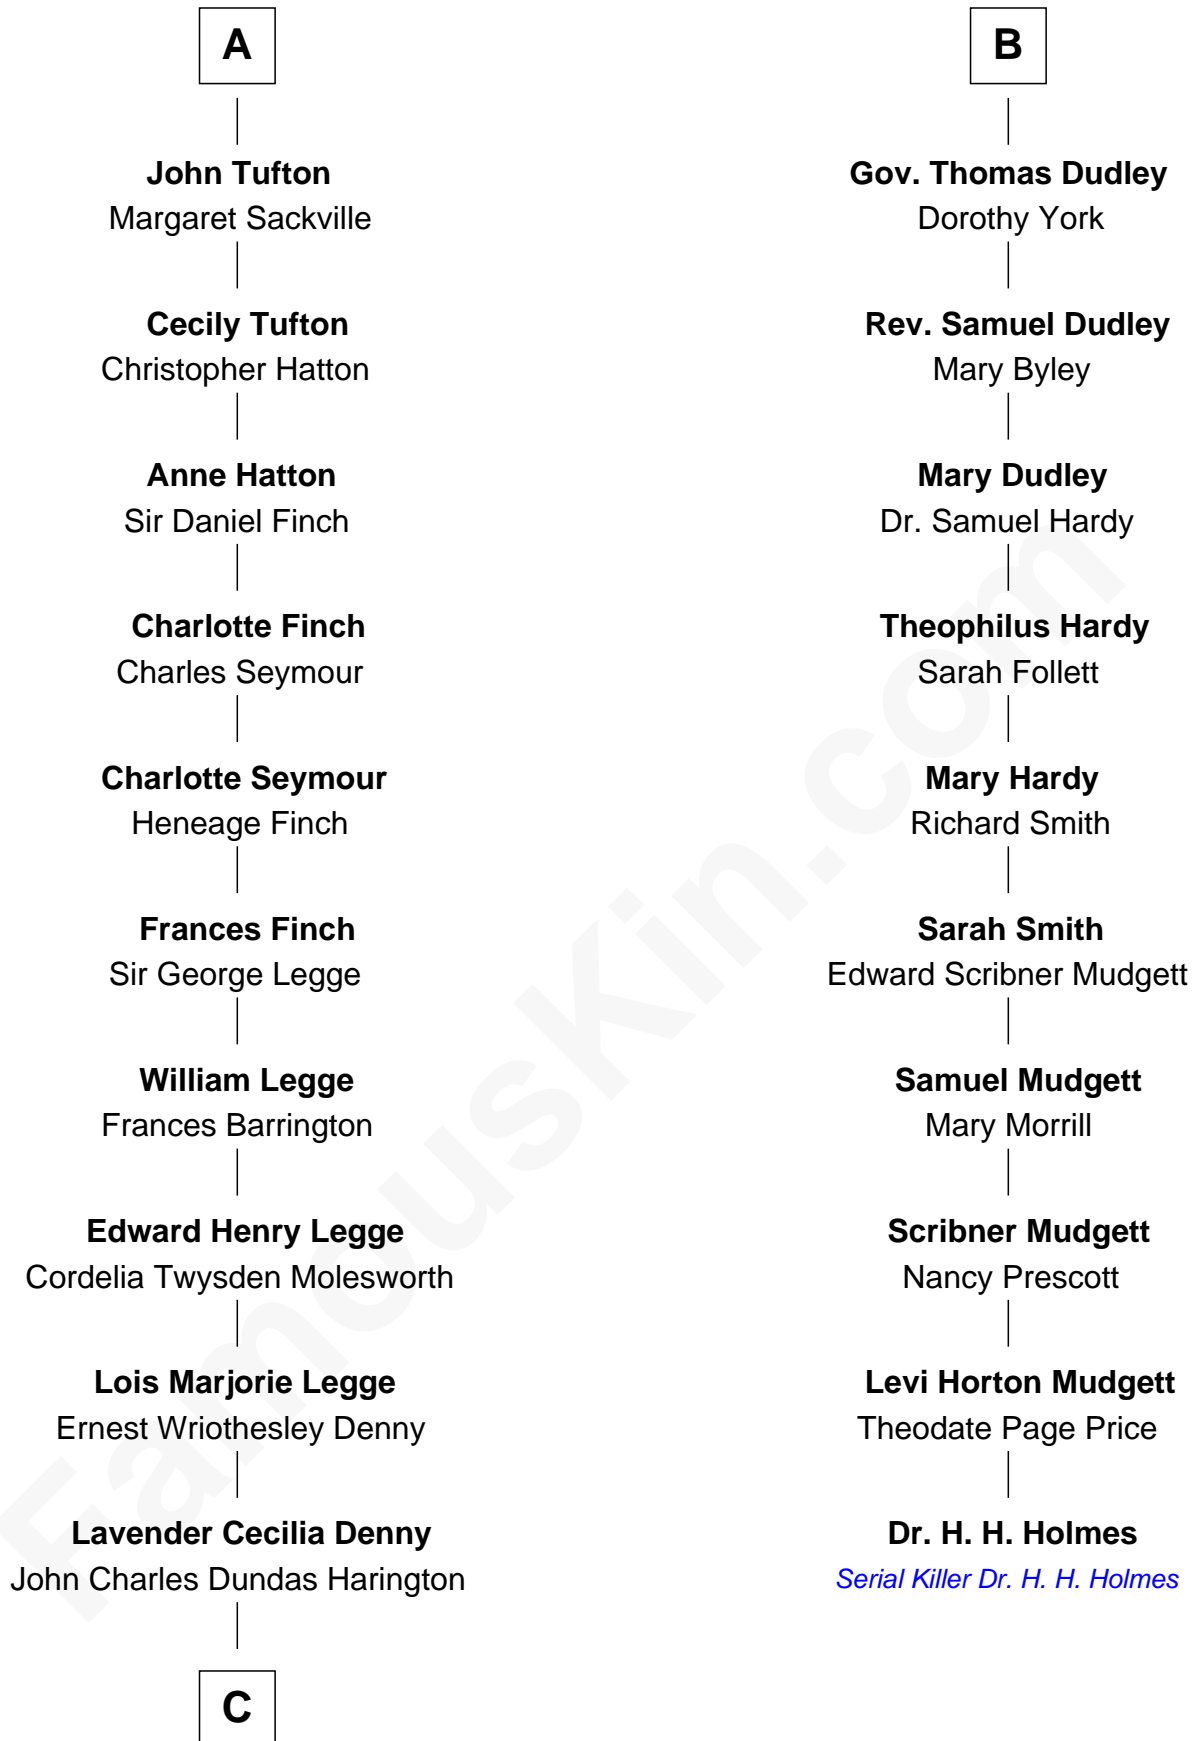 A
John Tufton
Margaret Sackville
Cecily Tufton
Christopher Hatton
Anne Hatton
Sir Daniel Finch
Charlotte Finch
Charles Seymour
Charlotte Seymour
Heneage Finch
Frances Finch
Sir George Legge
William Legge
Frances Barrington
Edward Henry Legge
Cordelia Twysden Molesworth
Lois Marjorie Legge
Ernest Wriothesley Denny
Lavender Cecilia Denny
John Charles Dundas Harington
C
B
Gov. Thomas Dudley
Dorothy York
Rev. Samuel Dudley
Mary Byley
Mary Dudley
Dr. Samuel Hardy
Theophilus Hardy
Sarah Follett
Mary Hardy
Richard Smith
Sarah Smith
Edward Scribner Mudgett
Samuel Mudgett
Mary Morrill
Scribner Mudgett
Nancy Prescott
Levi Horton Mudgett
Theodate Page Price
Dr. H. H. Holmes
Serial Killer Dr. H. H. Holmes
FamousKin.com